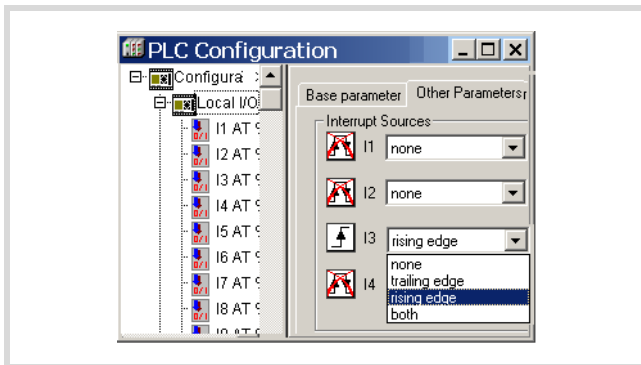 PLC Configuration
Configura
Local I/O
I1 AT
I2 AT
I3 AT
I4 AT
I5 AT
I6 AT
I7 AT
I8 AT
Base parameter Other Parameters
Interrupt Sources
I1 none
I2 none
I3 rising edge
none
trailing edge
rising edge
both
I4